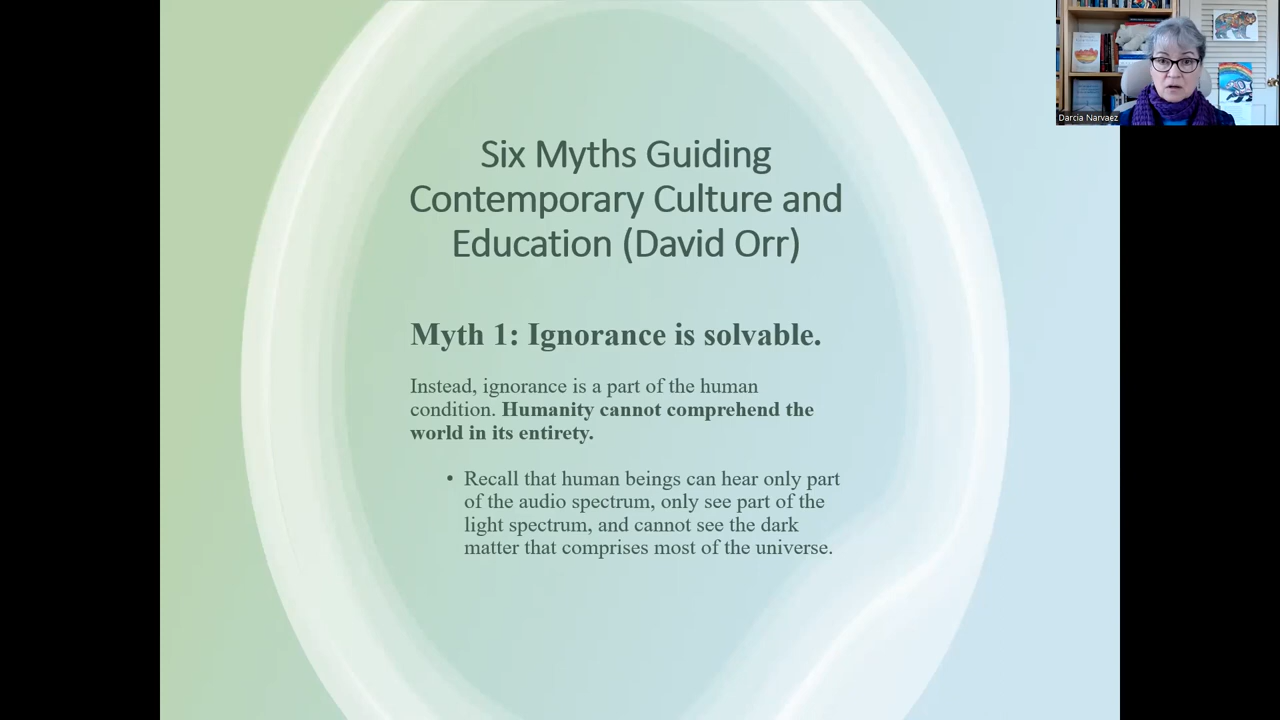 Six Myths Guiding
Contemporary Culture and
Education (David Orr)
Myth 1: Ignorance is solvable.
Instead, ignorance is a part of the human
condition. Humanity cannot comprehend the
world in its entirety.
• Recall that human beings can hear only part
of the audio spectrum, only see part of the
light spectrum, and cannot see the dark
matter that comprises most of the universe.
Darcia Narvaez